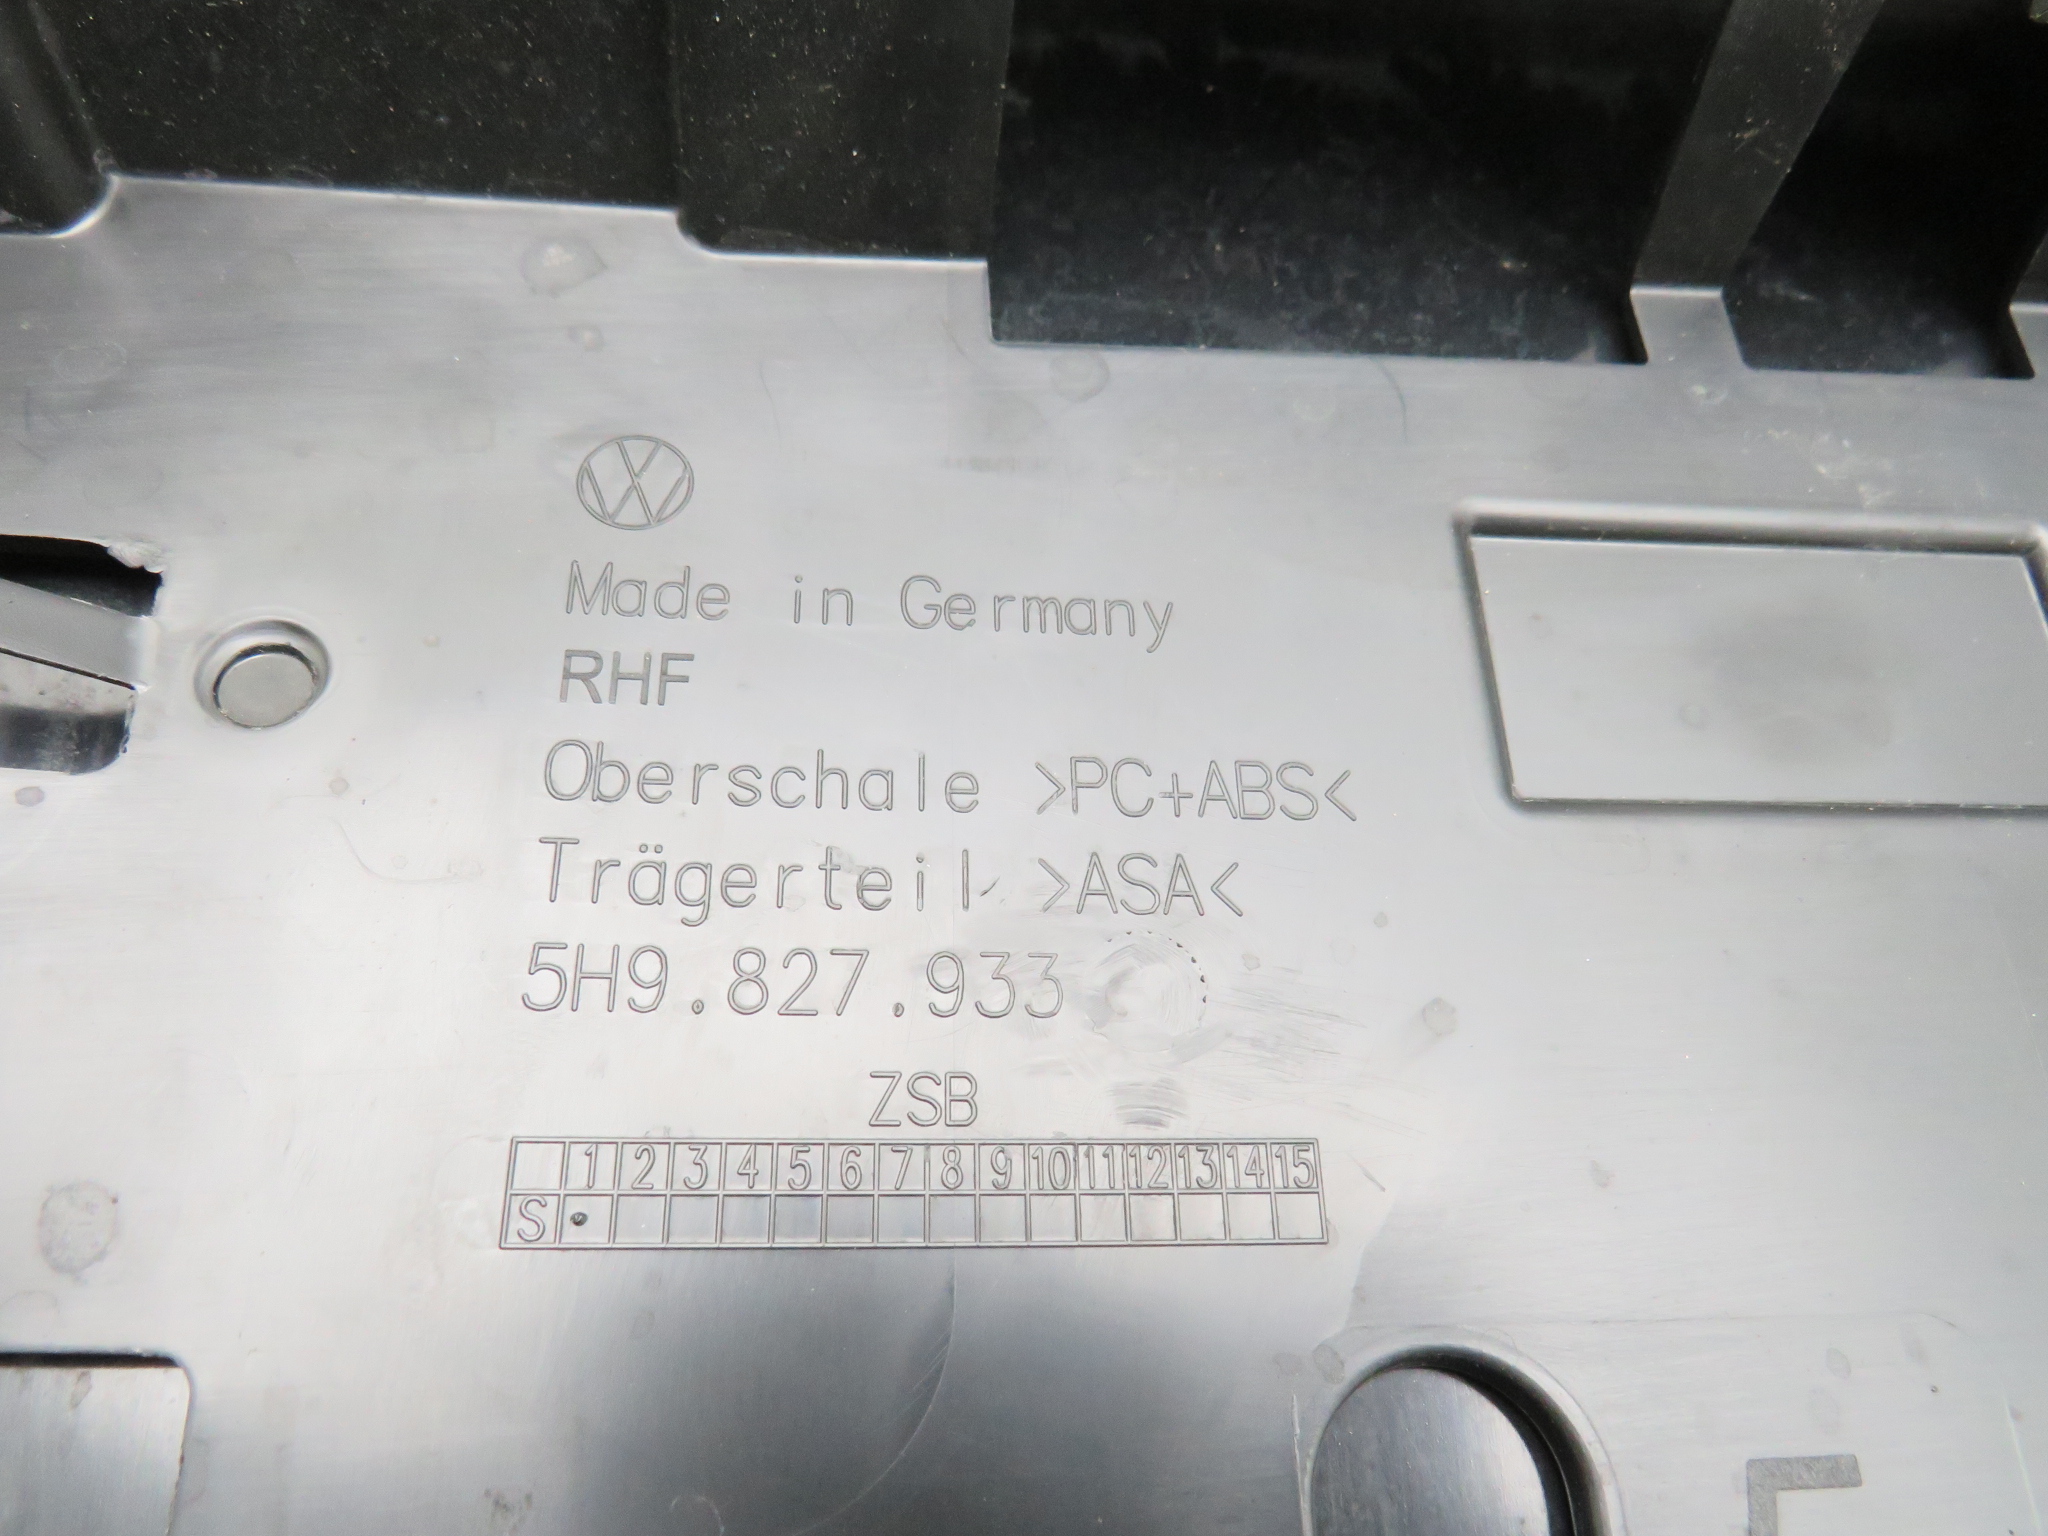 Made in Germany
RHF
Oberschale >PC+ABS<
Trägerteil >ASA<
5H9.827.933
ZSB
1 2 3 4 5 6 7 8 9 10 11 12 13 14 15
S